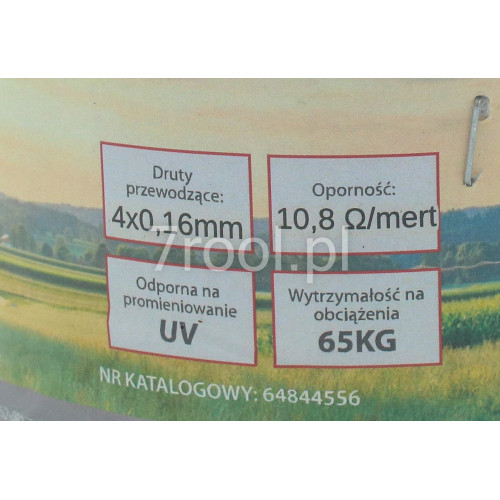 Druty
przewodzące:
4x0,16mm
Oporność:
10,8 Ω/mert
7rool.pl
Odporna na
promieniowanie
UV
Wytrzymałość na
obciążenia
65KG
NR KATALOGOWY: 64844556